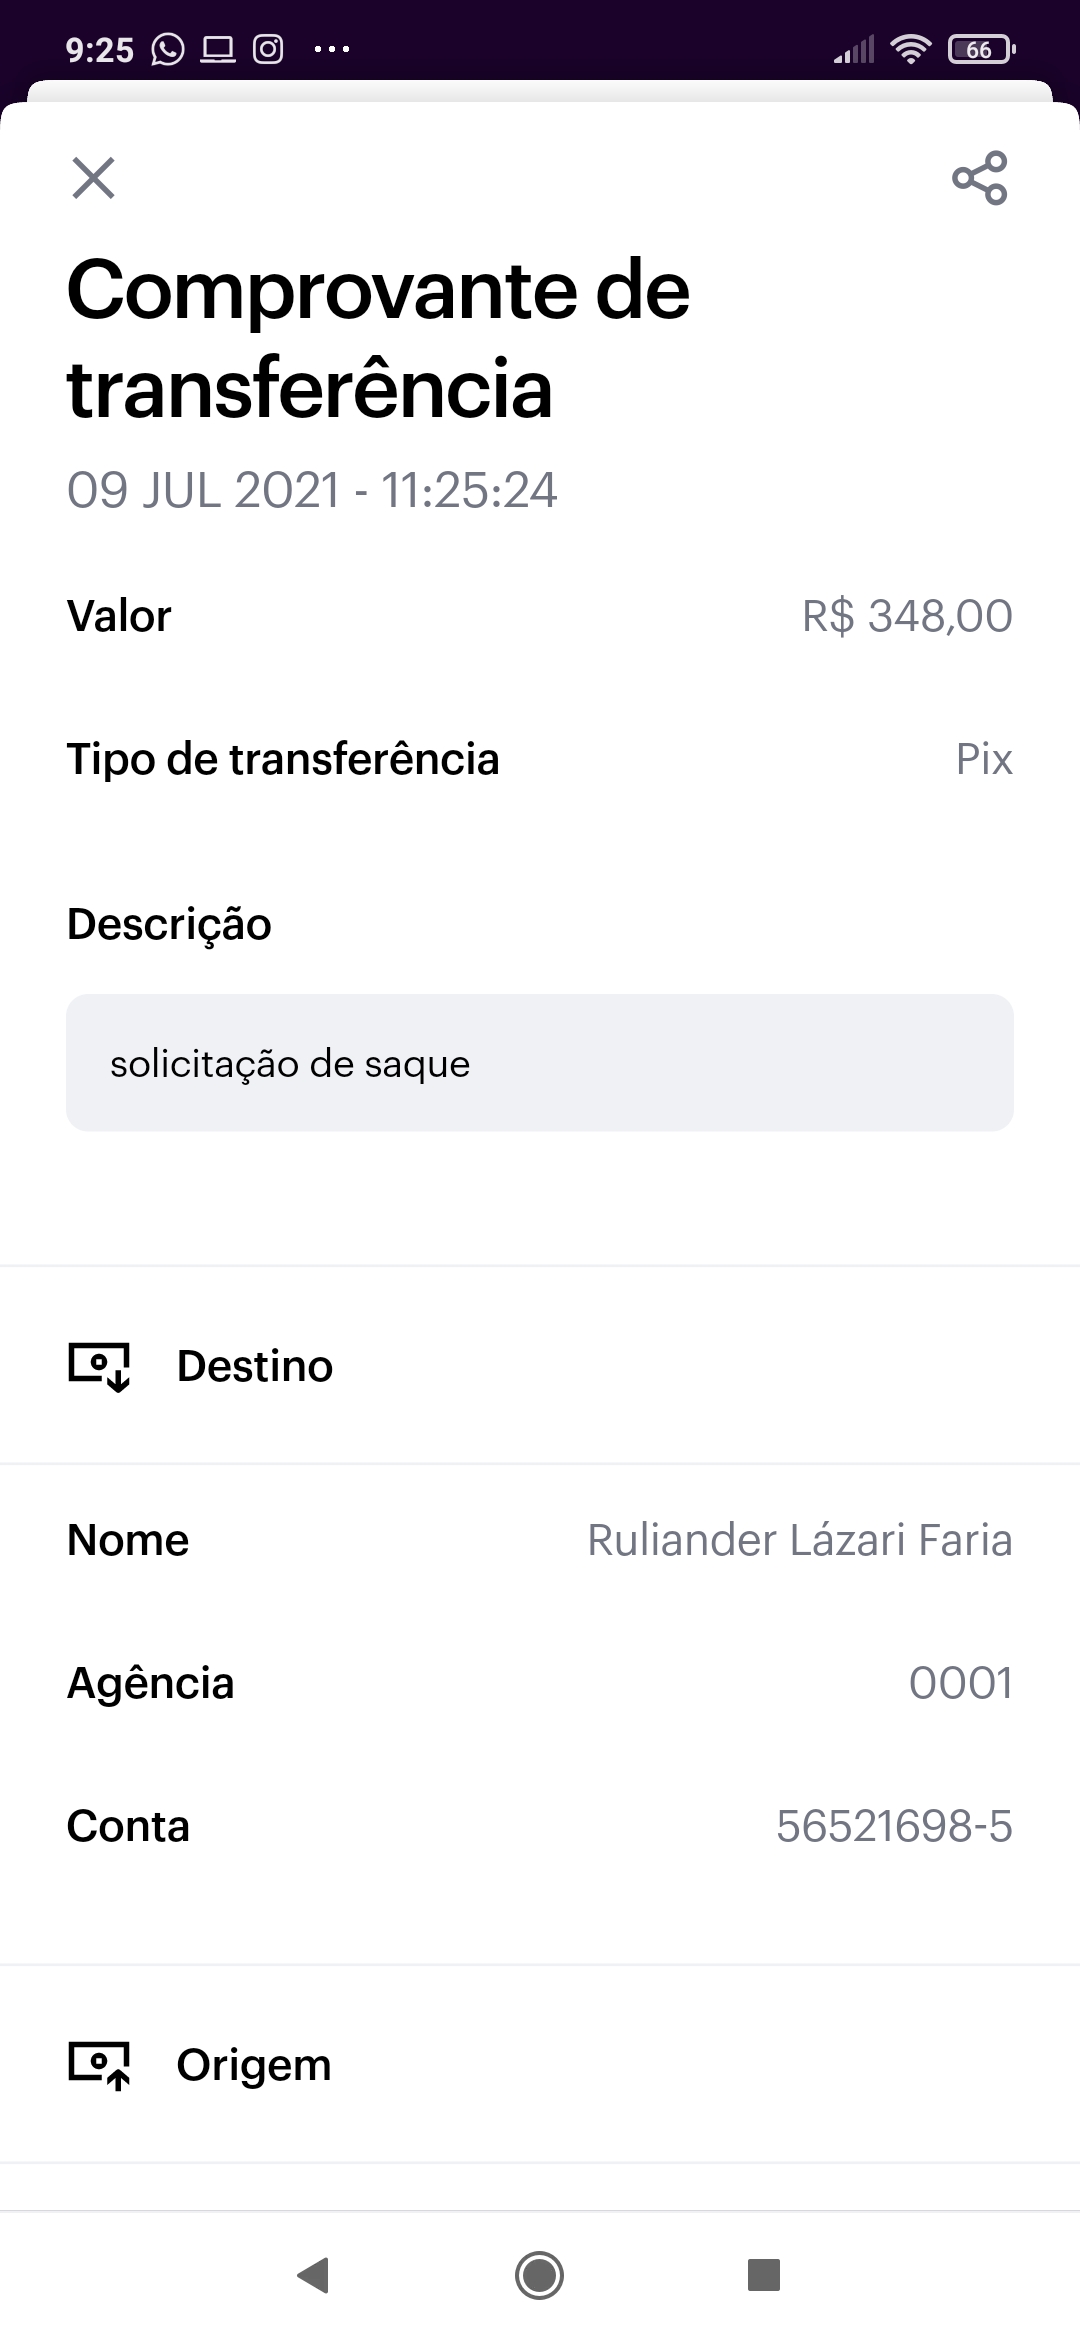 9:25
66
Comprovante de
transferência
09 JUL 2021 - 11:25:24
Valor R$ 348,00
Tipo de transferência Pix
Descrição
solicitação de saque
Destino
Nome Ruliander Lázari Faria
Agência 0001
Conta 56521698-5
Origem